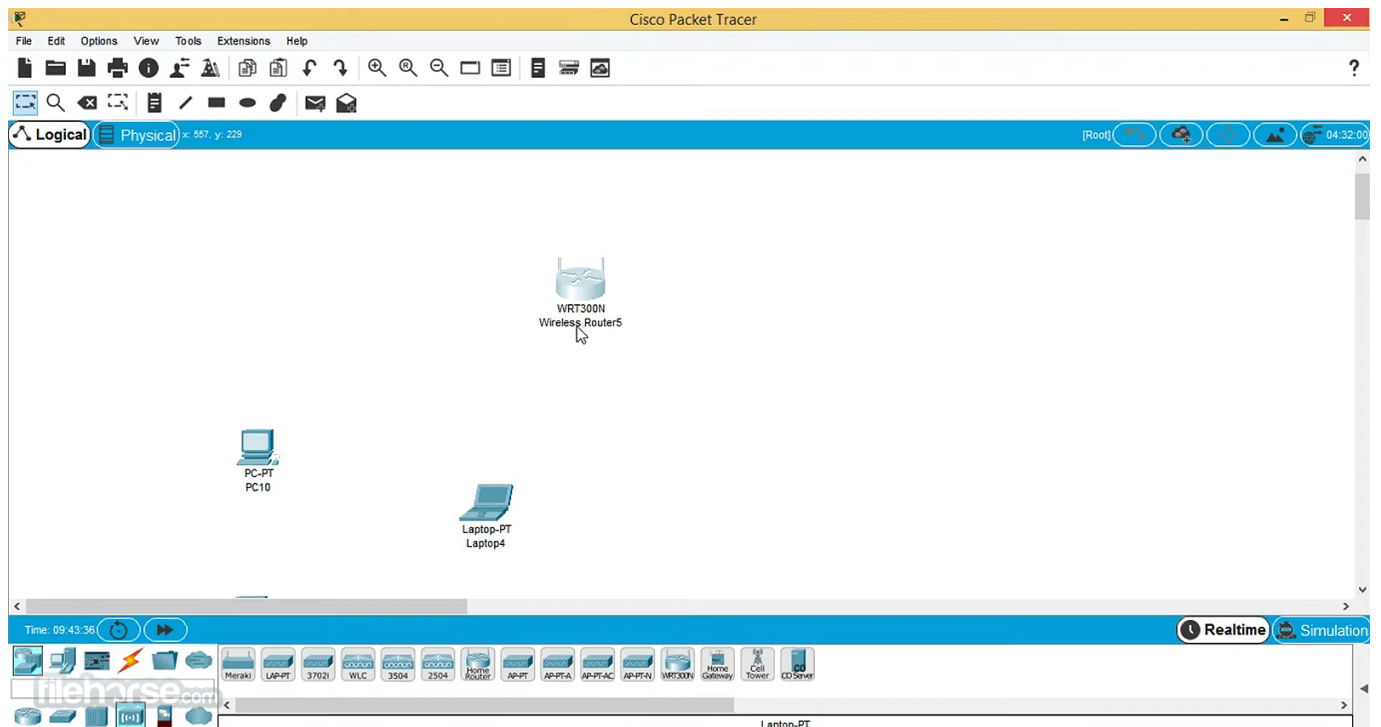 Cisco Packet Tracer
File Edit Options View Tools Extensions Help
?
Logical Physical x: 557, y: 229 [Root] 04:32:00
WRT300N
Wireless Router5
PC-PT
PC10
Laptop-PT
Laptop4
Time: 09:43:36 Realtime Simulation
Meraki LAP-PT 3702i WLC 3504 2504 Home Router AP-PT AP-PT-A AP-PT-AC AP-PT-N WRT300N Home Gateway Cell Tower CO Server
filehorse.com
Laptop-PT